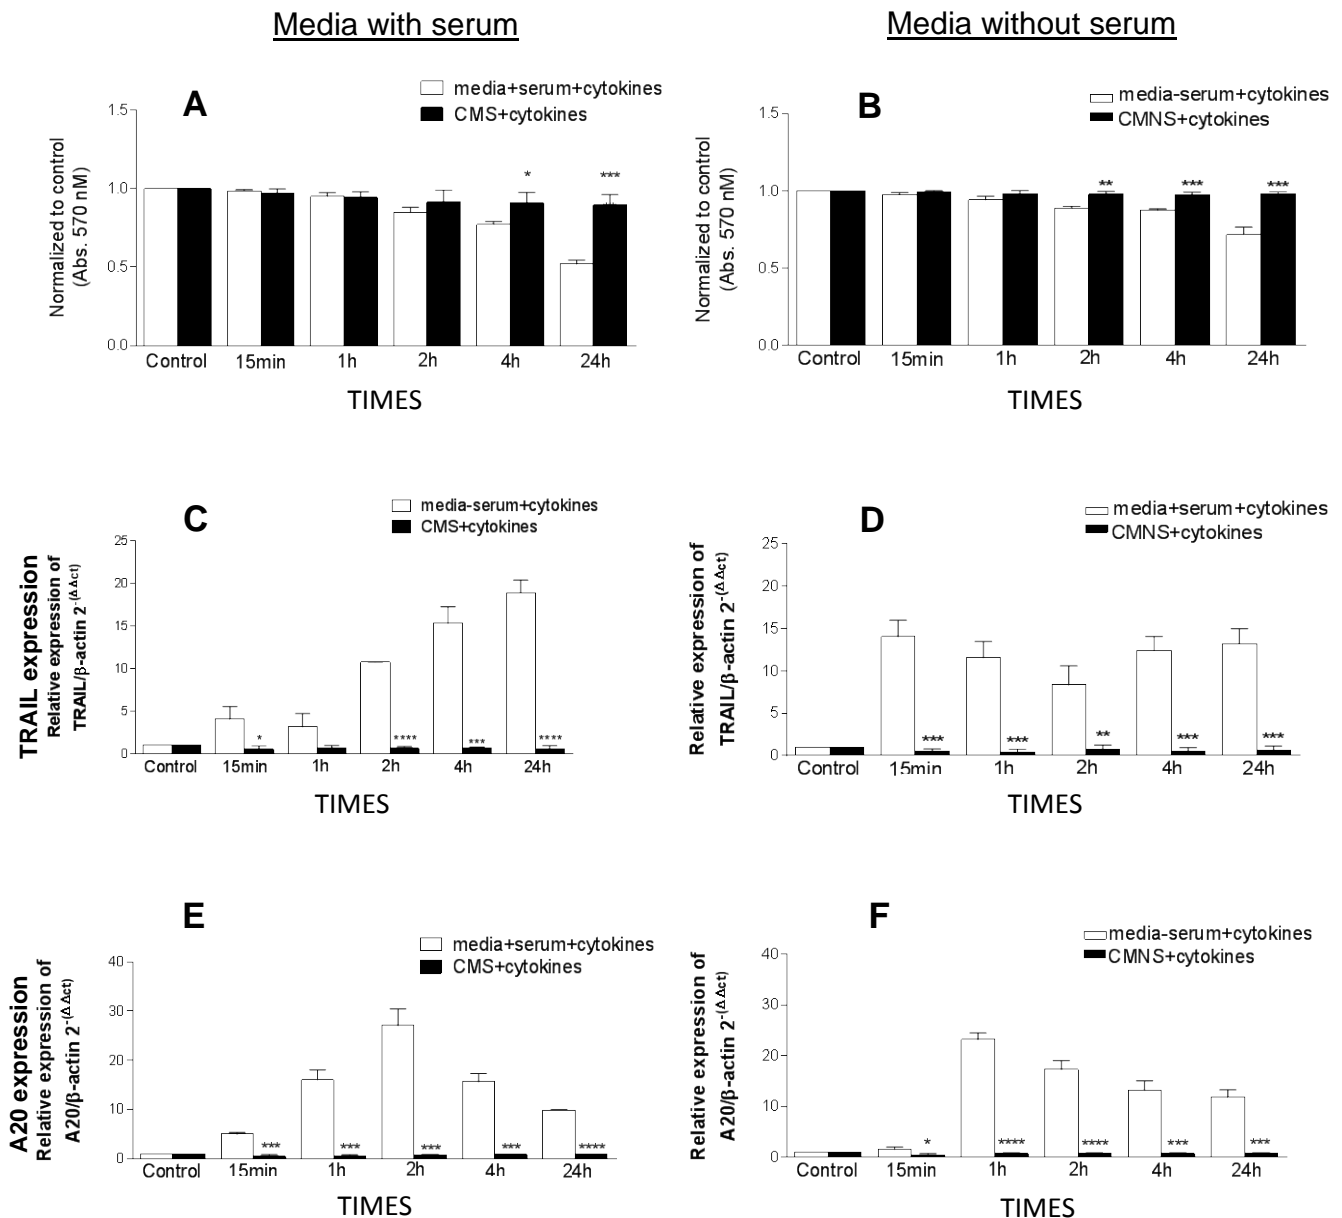 Media with serum
Media without serum
A
media+serum+cytokines
CMS+cytokines
Normalized to control
(Abs. 570 nM)
1.5
1.0
0.5
0.0
* ***
Control 15min 1h 2h 4h 24h
TIMES
B
media-serum+cytokines
CMNS+cytokines
Normalized to control
(Abs. 570 nM)
1.5
1.0
0.5
0.0
** *** ***
Control 15min 1h 2h 4h 24h
TIMES
C
media-serum+cytokines
CMS+cytokines
TRAIL expression
Relative expression of
TRAIL/β-actin 2-(ΔΔct)
25
20
15
10
5
0
* **** *** ****
Control 15min 1h 2h 4h 24h
TIMES
D
media+serum+cytokines
CMNS+cytokines
Relative expression of
TRAIL/β-actin 2-(ΔΔct)
25
20
15
10
5
0
*** *** ** *** ***
Control 15min 1h 2h 4h 24h
TIMES
E
media+serum+cytokines
CMS+cytokines
A20 expression
Relative expression of
A20/β-actin 2-(ΔΔct)
40
30
20
10
0
*** *** *** *** ****
Control 15min 1h 2h 4h 24h
TIMES
F
media-serum+cytokines
CMNS+cytokines
Relative expression of
A20/β-actin 2-(ΔΔct)
40
30
20
10
0
* **** **** *** ***
Control 15min 1h 2h 4h 24h
TIMES